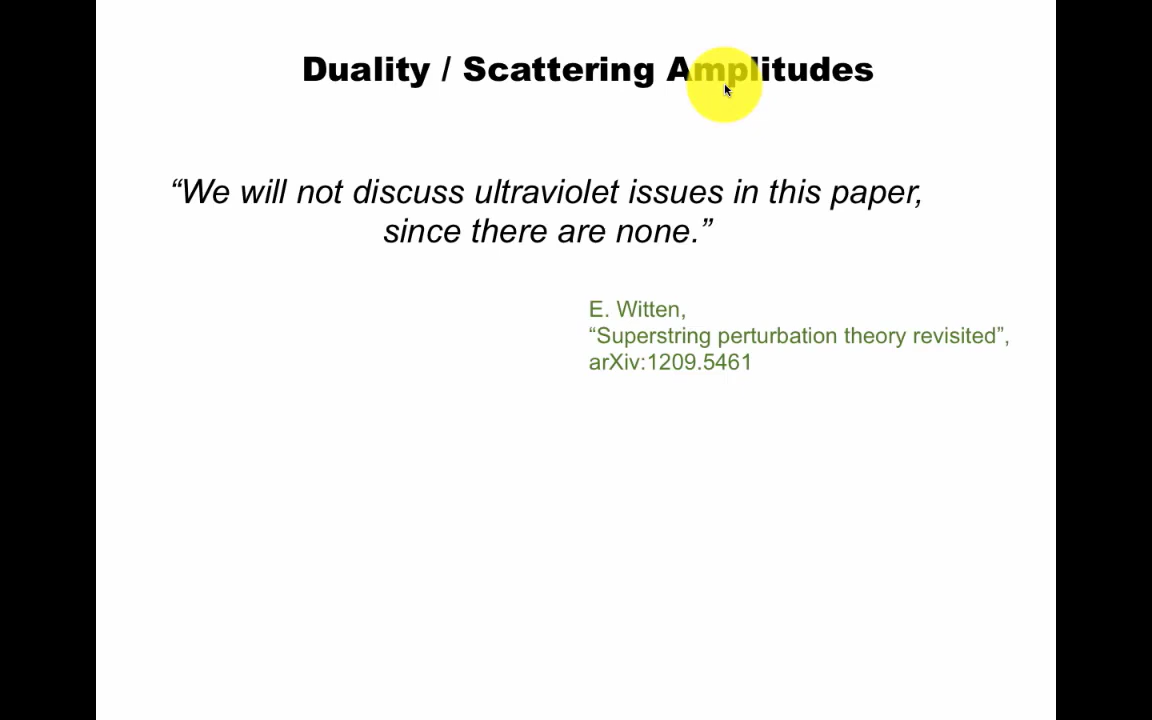 Duality / Scattering Amplitudes
“We will not discuss ultraviolet issues in this paper,
since there are none.”
E. Witten,
“Superstring perturbation theory revisited”,
arXiv:1209.5461